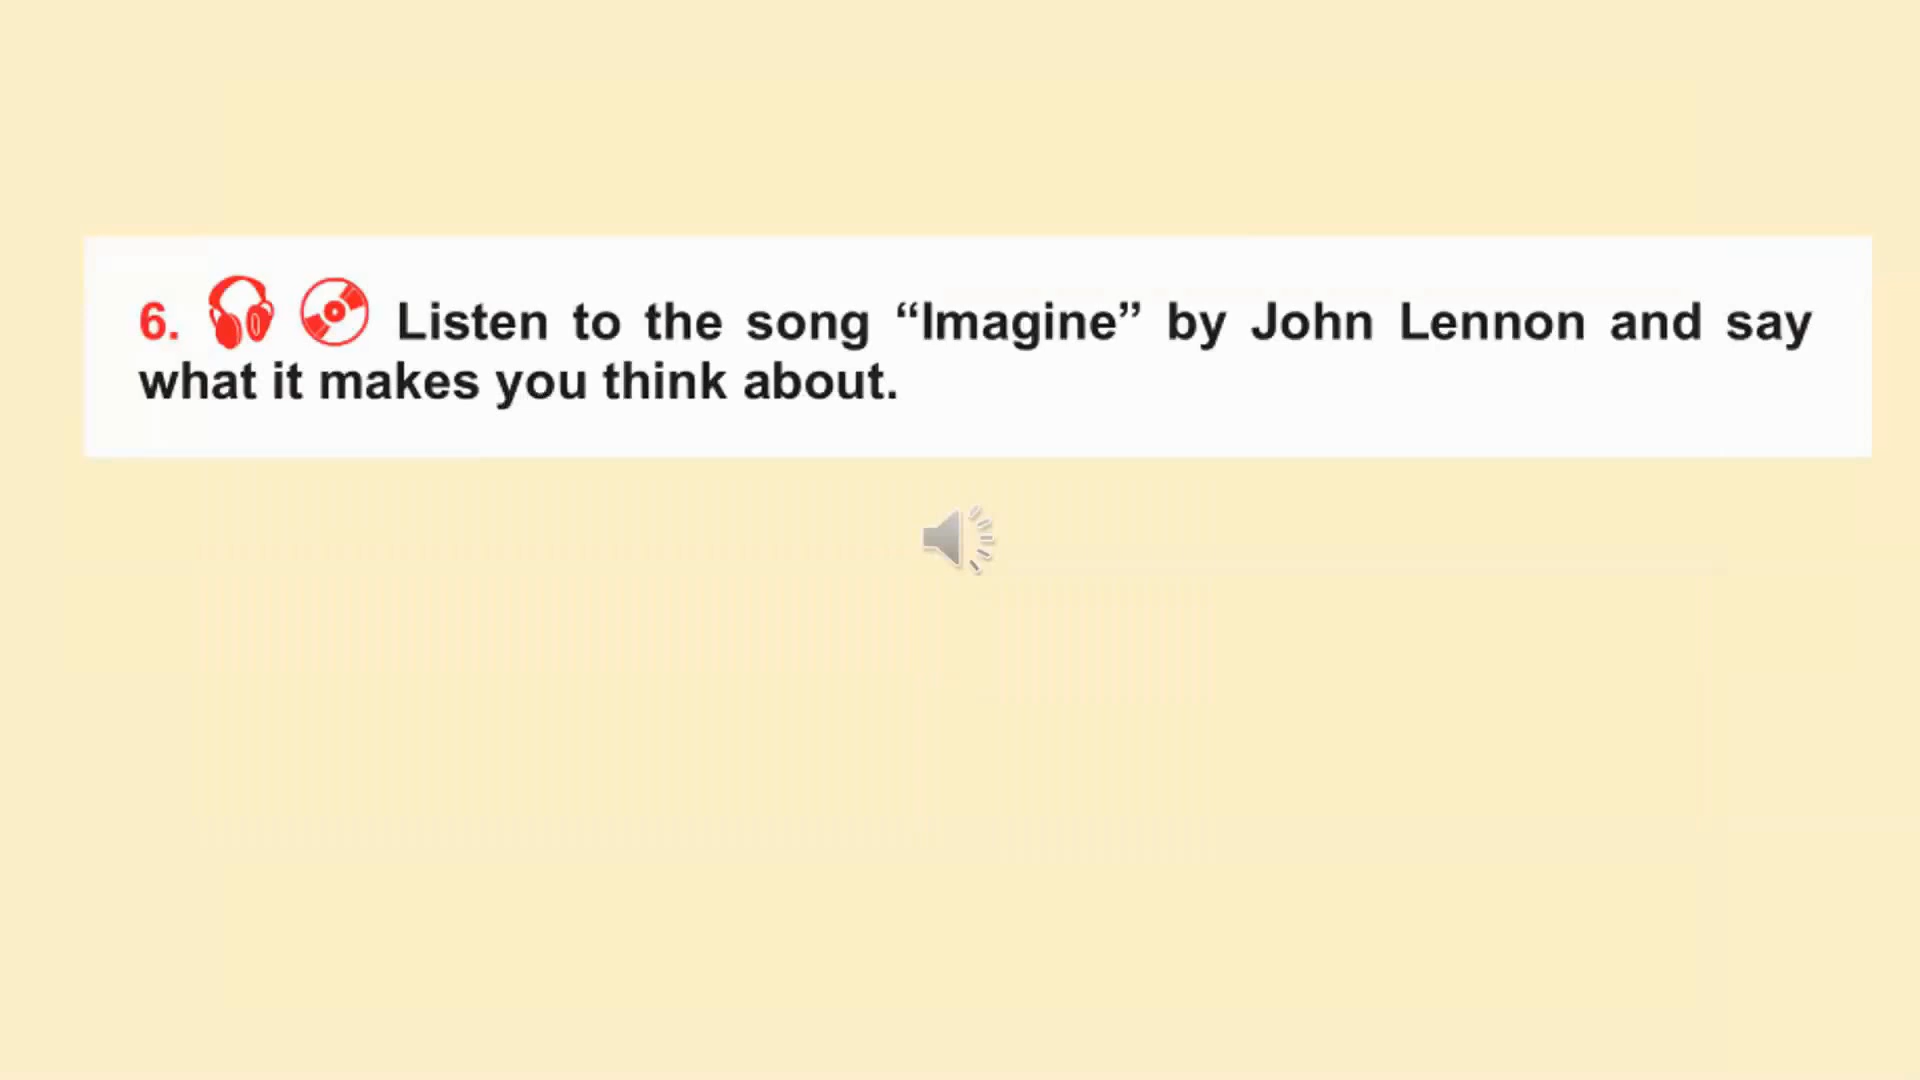 6. Listen to the song “Imagine” by John Lennon and say
what it makes you think about.